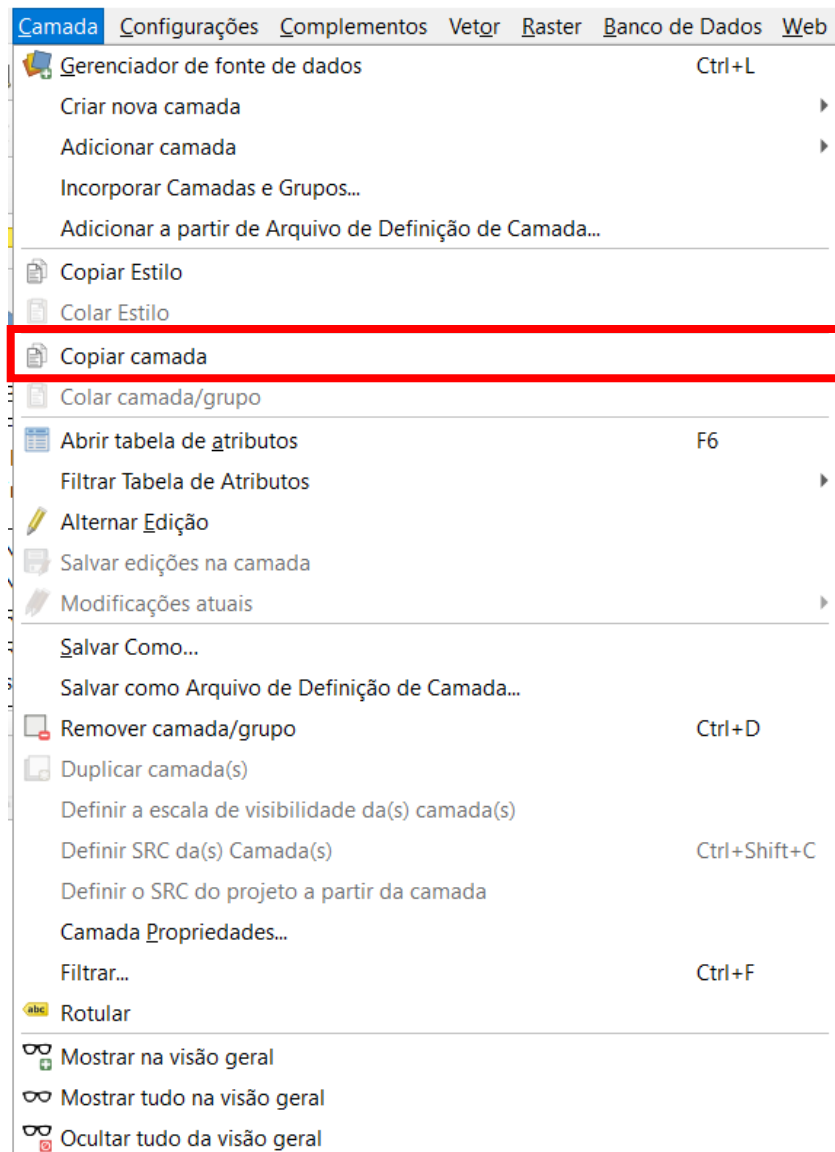 Camada Configurações Complementos Vetor Raster Banco de Dados Web
Gerenciador de fonte de dados Ctrl+L
Criar nova camada
Adicionar camada
Incorporar Camadas e Grupos...
Adicionar a partir de Arquivo de Definição de Camada...
Copiar Estilo
Colar Estilo
Copiar camada
Colar camada/grupo
Abrir tabela de atributos F6
Filtrar Tabela de Atributos
Alternar Edição
Salvar edições na camada
Modificações atuais
Salvar Como...
Salvar como Arquivo de Definição de Camada...
Remover camada/grupo Ctrl+D
Duplicar camada(s)
Definir a escala de visibilidade da(s) camada(s)
Definir SRC da(s) Camada(s) Ctrl+Shift+C
Definir o SRC do projeto a partir da camada
Camada Propriedades...
Filtrar... Ctrl+F
abc Rotular
Mostrar na visão geral
Mostrar tudo na visão geral
Ocultar tudo da visão geral